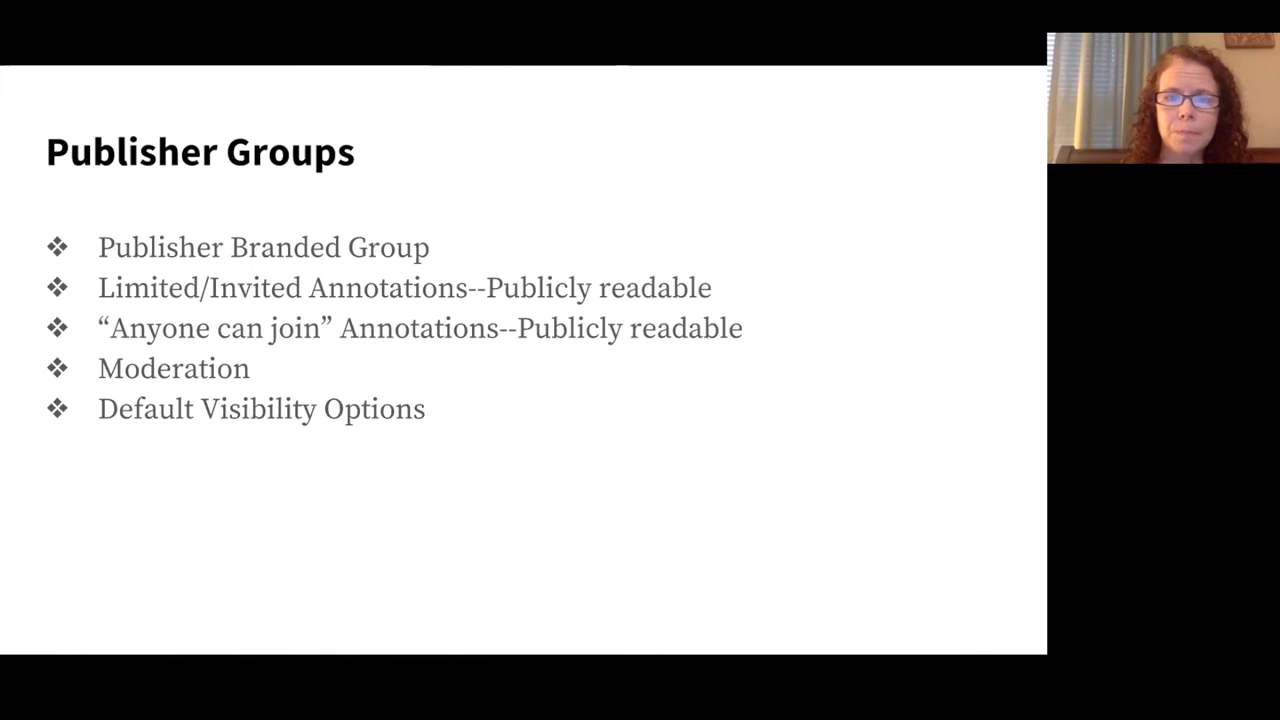 Publisher Groups
❖ Publisher Branded Group
❖ Limited/Invited Annotations--Publicly readable
❖ “Anyone can join” Annotations--Publicly readable
❖ Moderation
❖ Default Visibility Options